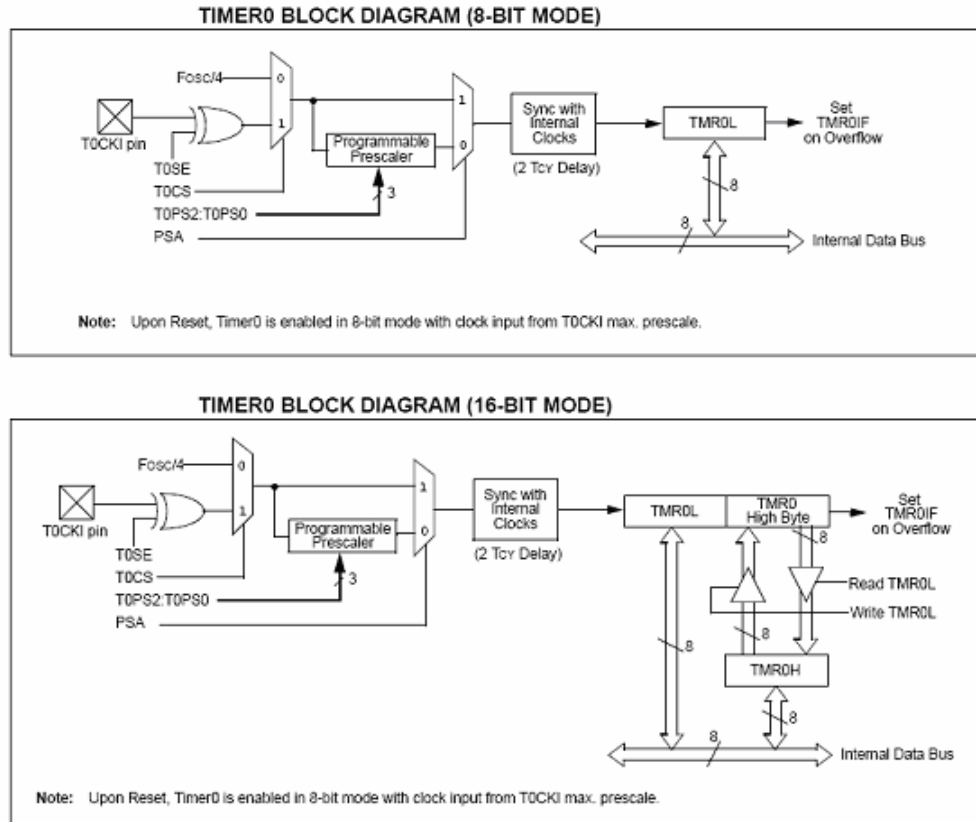 TIMER0 BLOCK DIAGRAM (8-BIT MODE)
Fosc/4
0
1
T0CKI pin
T0SE
T0CS
T0PS2:T0PS0
PSA
Programmable
Prescaler
3
1
0
Sync with
Internal
Clocks
(2 TCY Delay)
TMR0L
Set
TMR0IF
on Overflow
8
8
Internal Data Bus
Note: Upon Reset, Timer0 is enabled in 8-bit mode with clock input from T0CKI max. prescale.
TIMER0 BLOCK DIAGRAM (16-BIT MODE)
Fosc/4
0
1
T0CKI pin
T0SE
T0CS
T0PS2:T0PS0
PSA
Programmable
Prescaler
3
1
0
Sync with
Internal
Clocks
(2 TCY Delay)
TMR0L
TMR0
High Byte
Set
TMR0IF
on Overflow
8
Read TMR0L
Write TMR0L
8
8
TMR0H
8
8
Internal Data Bus
Note: Upon Reset, Timer0 is enabled in 8-bit mode with clock input from T0CKI max. prescale.